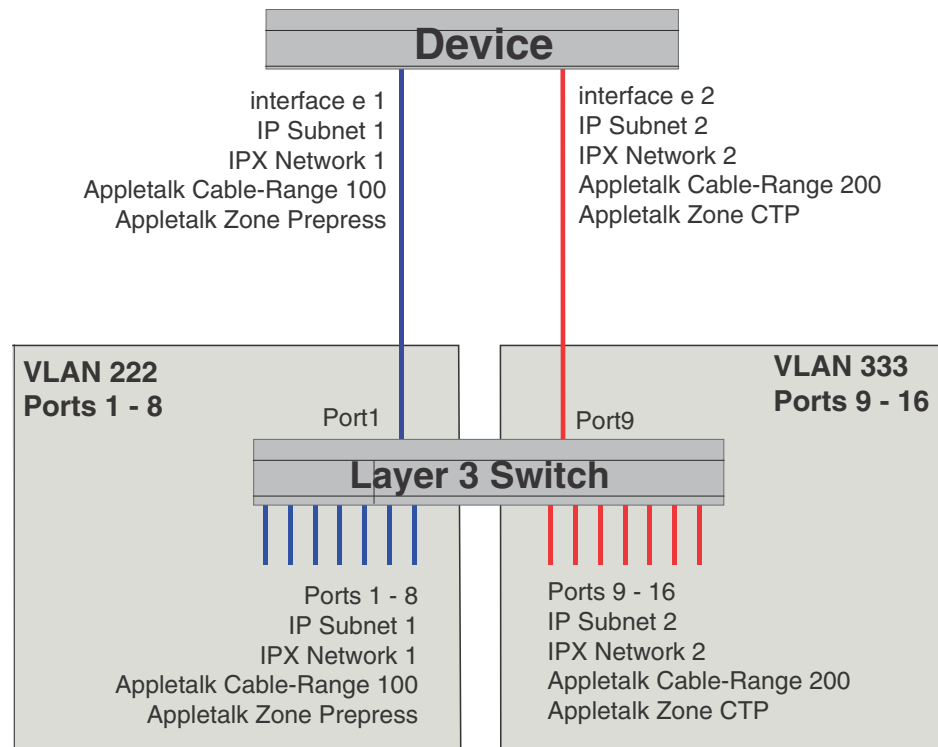 Device
interface e 1
IP Subnet 1
IPX Network 1
Appletalk Cable-Range 100
Appletalk Zone Prepress
interface e 2
IP Subnet 2
IPX Network 2
Appletalk Cable-Range 200
Appletalk Zone CTP
VLAN 222
Ports 1 - 8
Port1
VLAN 333
Ports 9 - 16
Port9
Layer 3 Switch
Ports 1 - 8
IP Subnet 1
IPX Network 1
Appletalk Cable-Range 100
Appletalk Zone Prepress
Ports 9 - 16
IP Subnet 2
IPX Network 2
Appletalk Cable-Range 200
Appletalk Zone CTP